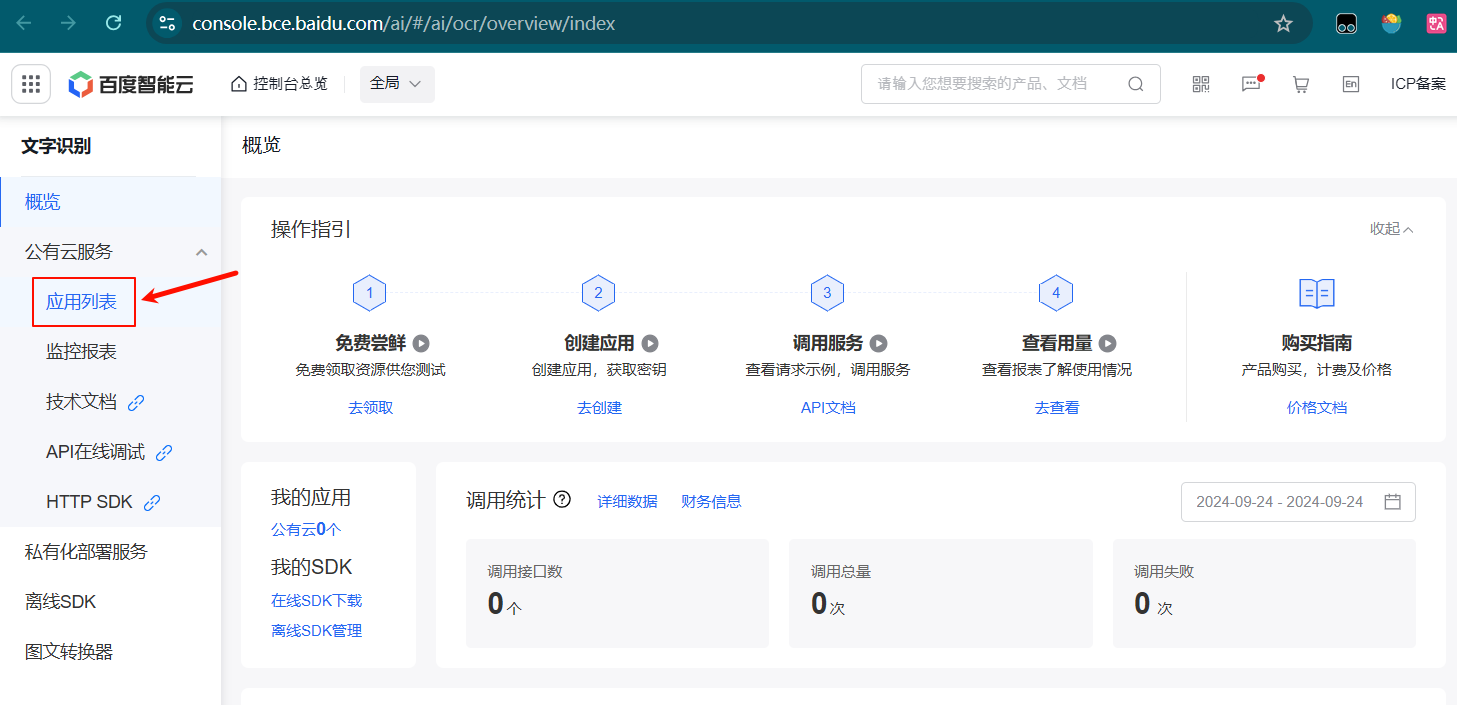 console.bce.baidu.com/ai/#/ai/ocr/overview/index
中A
百度智能云
控制台总览
全局
请输入您想要搜索的产品、文档
En
ICP备案
文字识别
概览
公有云服务
应用列表
监控报表
技术文档
API在线调试
HTTP SDK
私有化部署服务
离线SDK
图文转换器
概览
操作指引
收起
1
2
3
4
免费尝鲜
创建应用
调用服务
查看用量
购买指南
免费领取资源供您测试
创建应用，获取密钥
查看请求示例，调用服务
查看报表了解使用情况
产品购买，计费及价格
去领取
去创建
API文档
去查看
价格文档
我的应用
公有云0个
我的SDK
在线SDK下载
离线SDK管理
调用统计
详细数据
财务信息
2024-09-24 - 2024-09-24
调用接口数
0个
调用总量
0次
调用失败
0 次